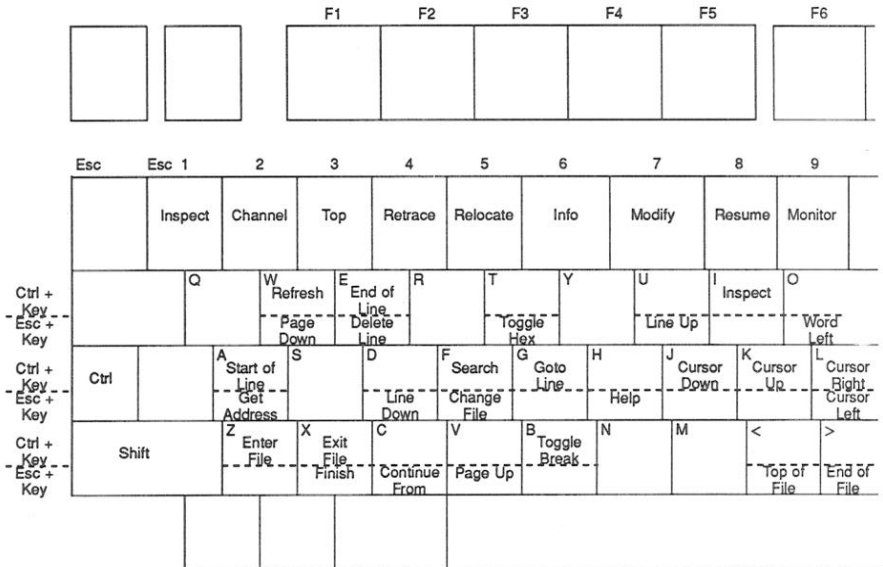 F1 F2 F3 F4 F5 F6
Esc Esc 1 2 3 4 5 6 7 8 9
Inspect Channel Top Retrace Relocate Info Modify Resume Monitor
Q W E R T Y U I O
Ctrl + Key Refresh End of Line Inspect
Esc + Key Page Down Delete Line Toggle Hex Line Up Word Left
A S D F G H J K L
Ctrl + Key Ctrl Start of Line Search Goto Line Cursor Down Cursor Up Cursor Right
Esc + Key Get Address Line Down Change File Help Cursor Left
Z X C V B N M < >
Ctrl + Key Shift Enter File Exit File Toggle Break
Esc + Key Finish Continue From Page Up Top of File End of File